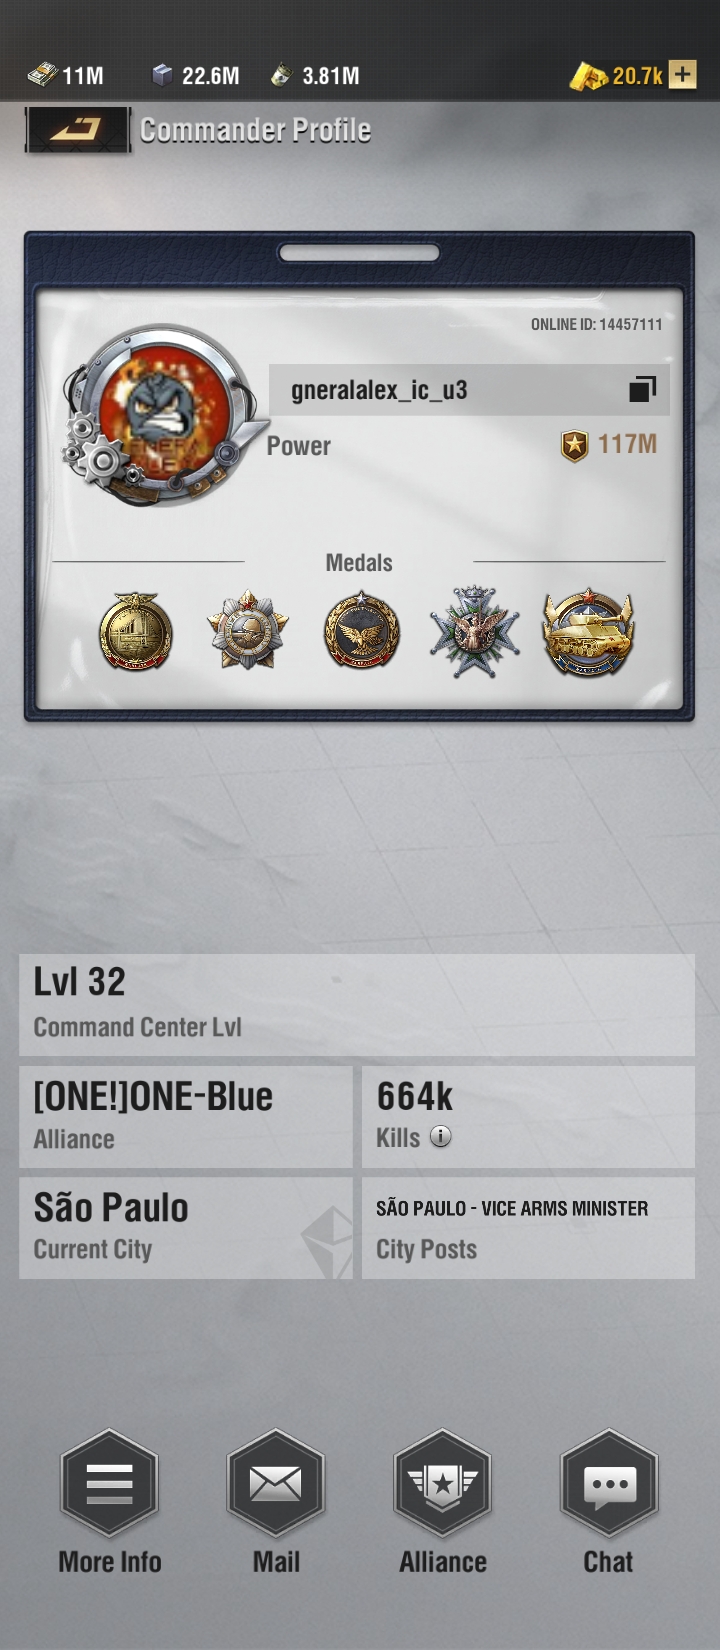 11M 22.6M 3.81M 20.7k
Commander Profile
ONLINE ID: 14457111
gneralalex_ic_u3
Power 117M
Medals
Lvl 32
Command Center Lvl
[ONE!]ONE-Blue
Alliance
664k
Kills
São Paulo
Current City
SÃO PAULO - VICE ARMS MINISTER
City Posts
More Info Mail Alliance Chat